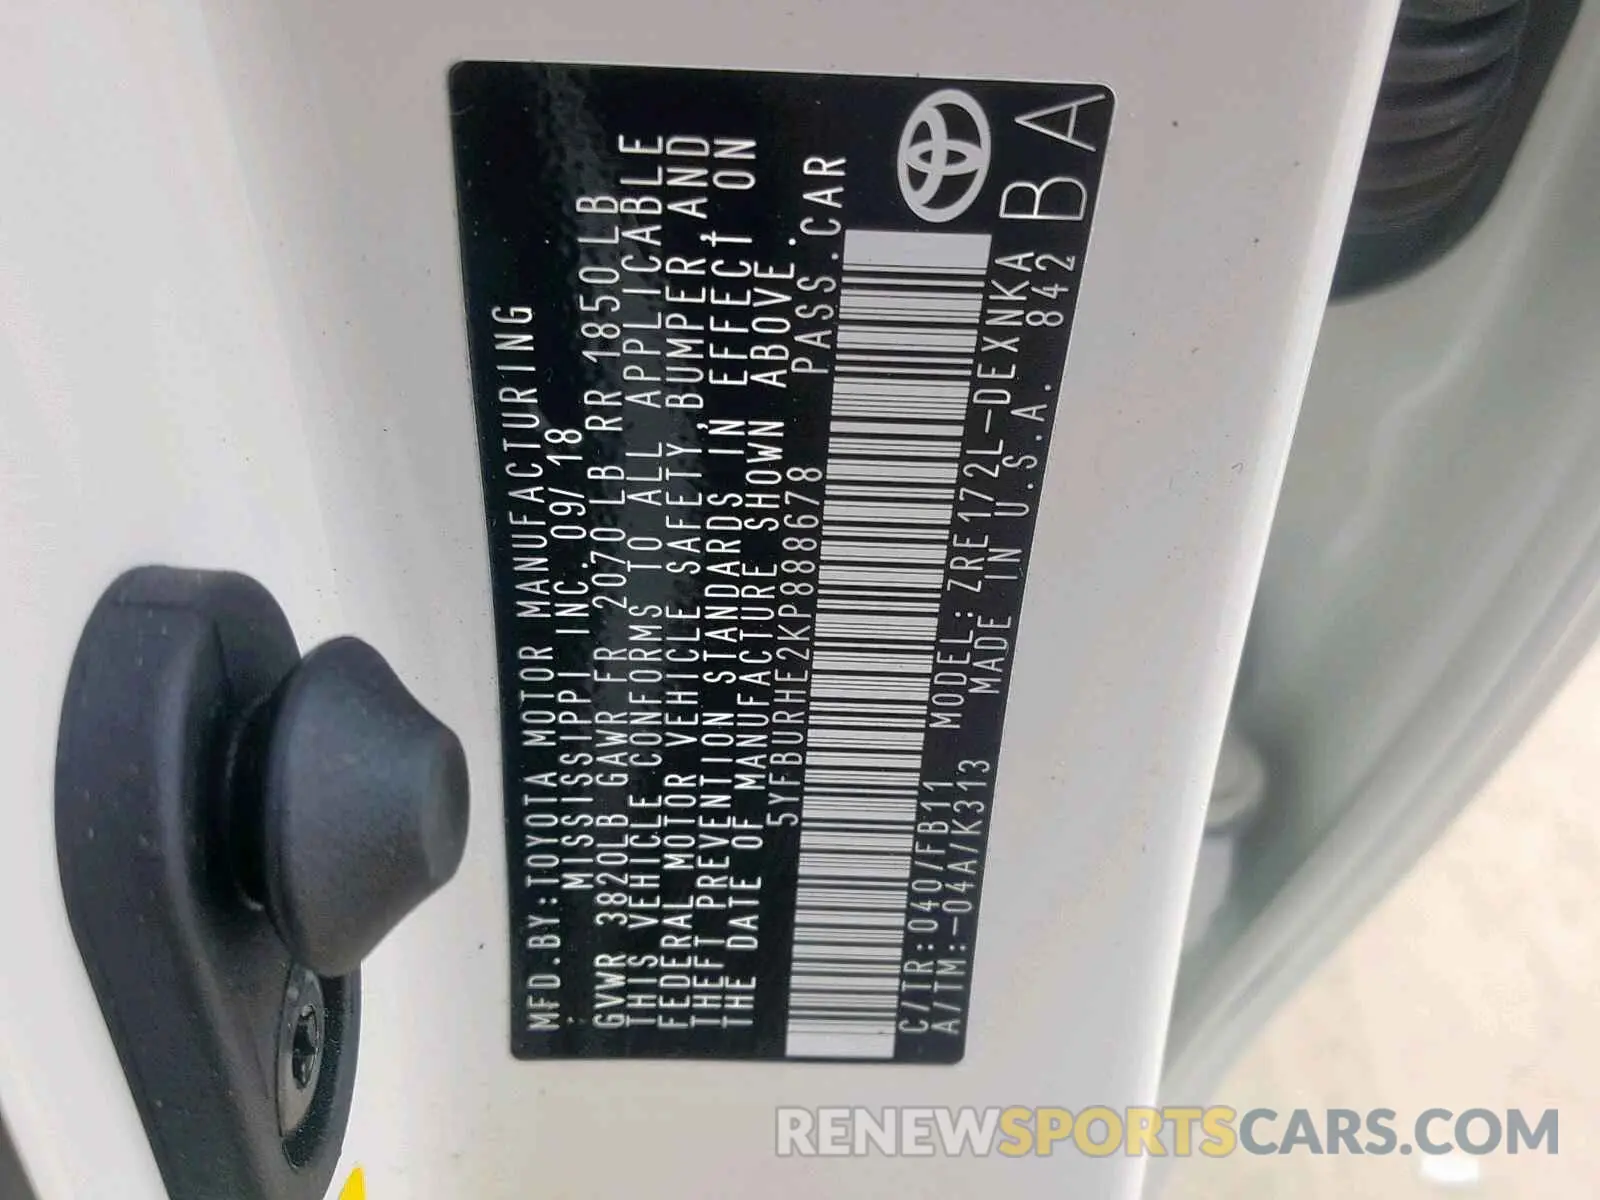 MFD.BY:TOYOTA MOTOR MANUFACTURING
, MISSISSIPPI INC.09/18
GVWR 3820LB GAWR FR 2070LB RR 1850LB
THIS VEHICLE CONFORMS TO ALL APPLICABLE
FEDERAL MOTOR VEHICLE SAFETY, BUMPER, AND
THEFT PREVENTION STANDARDS IN EFFECT ON
THE DATE OF MANUFACTURE SHOWN ABOVE.
5YFBURHE2KP888678 PASS.CAR
C/TR:040/FB11 MODEL:ZRE172L-DEXNKA
A/TM:-04A/K313 MADE IN U.S.A. 842
BA
RENEWSPORTSCARS.COM